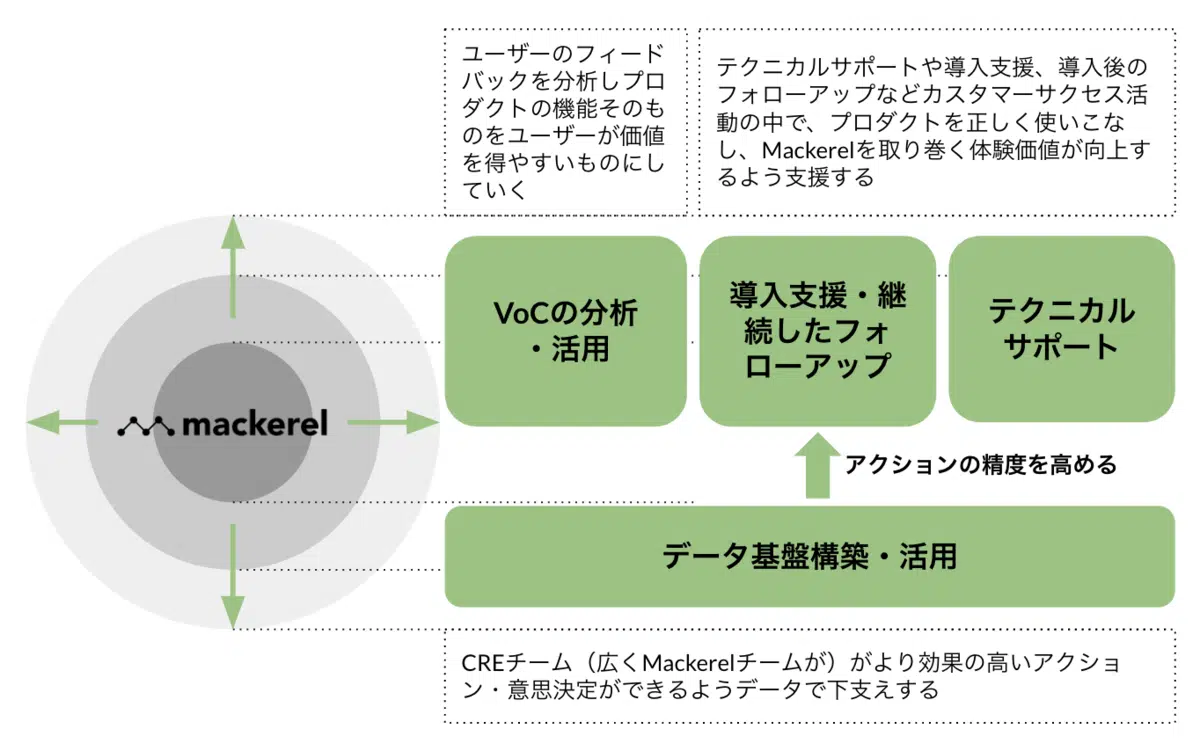 ユーザーのフィード
バックを分析しプロ
ダクトの機能そのも
のをユーザーが価値
を得やすいものにし
ていく
テクニカルサポートや導入支援、導入後の
フォローアップなどカスタマーサクセス活
動の中で、プロダクトを正しく使いこな
し、Mackerelを取り巻く体験価値が向上す
るよう支援する
mackerel
VoCの分析
・活用
導入支援・継
続したフォ
ローアップ
テクニカル
サポート
アクションの精度を高める
データ基盤構築・活用
CREチーム（広くMackerelチームが）がより効果の高いアクショ
ン・意思決定ができるようデータで下支えする